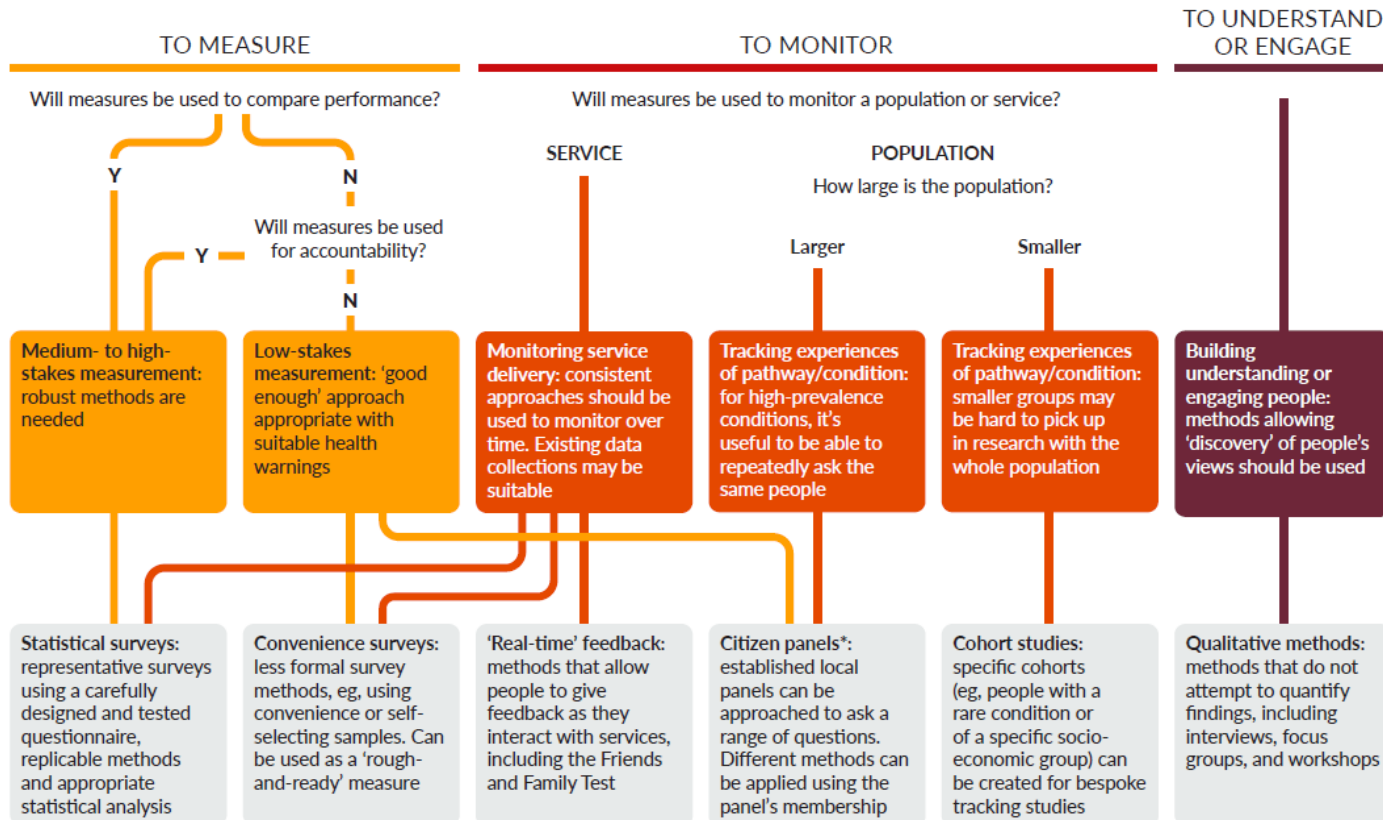 TO MEASURE
TO MONITOR
TO UNDERSTAND
OR ENGAGE
Will measures be used to compare performance?
Will measures be used to monitor a population or service?
Y
N
Will measures be used
for accountability?
Y
N
SERVICE
POPULATION
How large is the population?
Larger
Smaller
Medium- to high-
stakes measurement:
robust methods are
needed
Low-stakes
measurement: ‘good
enough’ approach
appropriate with
suitable health
warnings
Monitoring service
delivery: consistent
approaches should be
used to monitor over
time. Existing data
collections may be
suitable
Tracking experiences
of pathway/condition:
for high-prevalence
conditions, it’s
useful to be able to
repeatedly ask the
same people
Tracking experiences
of pathway/condition:
smaller groups may
be hard to pick up
in research with the
whole population
Building
understanding or
engaging people:
methods allowing
‘discovery’ of people’s
views should be used
Statistical surveys:
representative surveys
using a carefully
designed and tested
questionnaire,
replicable methods
and appropriate
statistical analysis
Convenience surveys:
less formal survey
methods, eg, using
convenience or self-
selecting samples. Can
be used as a ‘rough-
and-ready’ measure
‘Real-time’ feedback:
methods that allow
people to give
feedback as they
interact with services,
including the Friends
and Family Test
Citizen panels*:
established local
panels can be
approached to ask a
range of questions.
Different methods can
be applied using the
panel’s membership
Cohort studies:
specific cohorts
(eg, people with a
rare condition or
of a specific socio-
economic group) can
be created for bespoke
tracking studies
Qualitative methods:
methods that do not
attempt to quantify
findings, including
interviews, focus
groups, and workshops